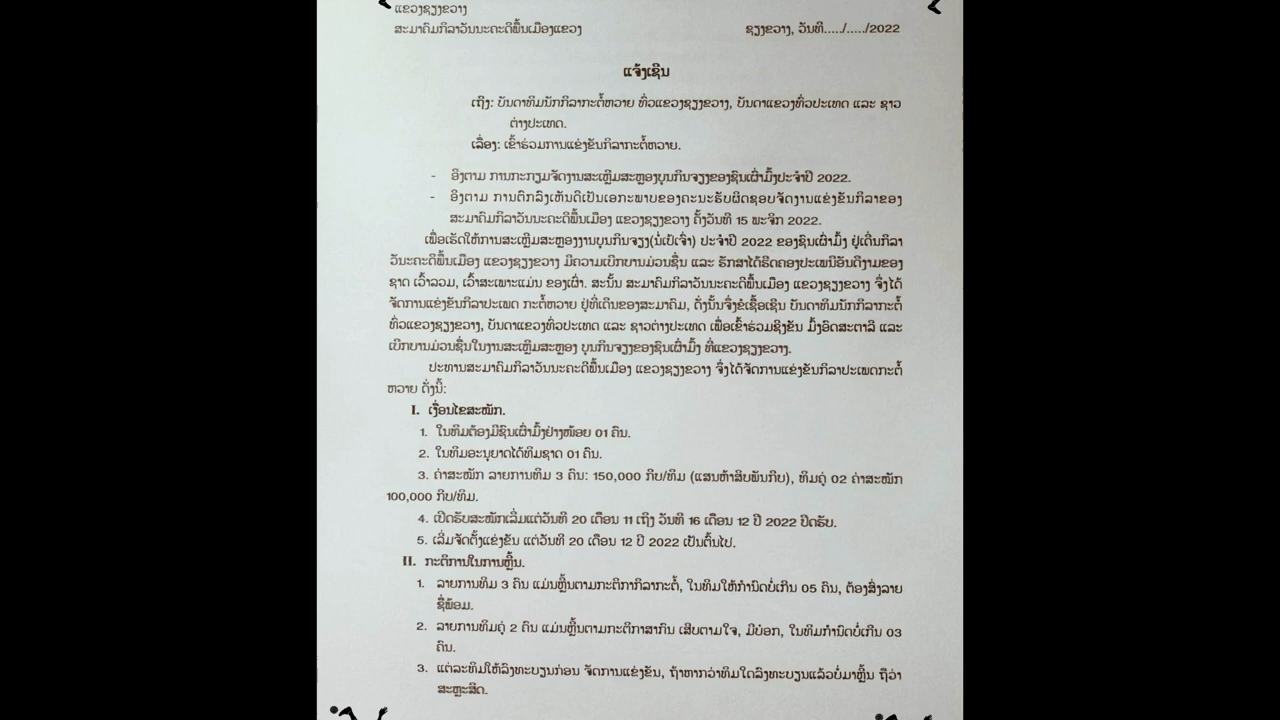 ແຂວງຊຽງຂວາງ
ສະມາຄົມກິລາວັນນະຄະດີພື້ນເມືອງແຂວງ
ຊຽງຂວາງ, ວັນທີ...../...../2022
ແຈ້ງເຊີນ
ເຖິງ: ບັນດາທິມນັກກິລາກະຕໍ້ຫວາຍ ທົ່ວແຂວງຊຽງຂວາງ, ບັນດາແຂວງທົ່ວປະເທດ ແລະ ຊາວ
ຕ່າງປະເທດ.
ເລື່ອງ: ເຂົ້າຮ່ວມການແຂ່ງຂັນກິລາກະຕໍ້ຫວາຍ.
- ອີງຕາມ ການກະກຽມຈັດງານສະເຫຼີມສະຫຼອງບຸນກິນຈຽງຂອງຊົນເຜົ່າມົ້ງປະຈຳປີ 2022.
- ອີງຕາມ ການຕົກລົງເຫັນດີເປັນເອກະພາບຂອງຄະນະຮັບຜິດຊອບຈັດງານແຂ່ງຂັນກິລາຂອງ
ສະມາຄົມກິລາວັນນະຄະດີພື້ນເມືອງ ແຂວງຊຽງຂວາງ ຄັ້ງວັນທີ 15 ພະຈິກ 2022.
ເພື່ອເຮັດໃຫ້ການສະເຫຼີມສະຫຼອງງານບຸນກິນຈຽງ(ນໍ່ເປ້ເຈົ່າ) ປະຈຳປີ 2022 ຂອງຊົນເຜົ່າມົ້ງ ຢູ່ເດີ່ນກິລາ
ວັນະຄະດີພື້ນເມືອງ ແຂວງຊຽງຂວາງ ມີຄວາມເບີກບານມ່ວນຊື່ນ ແລະ ຮັກສາໄດ້ຮີດຄອງປະເພນີອັນດີງາມຂອງ
ຊາດ ເວົ້າລວມ, ເວົ້າສະເພາະແມ່ນ ຂອງເຜົ່າ. ສະນັ້ນ ສະມາຄົມກິລາວັນນະຄະດີພື້ນເມືອງ ແຂວງຊຽງຂວາງ ຈຶ່ງໄດ້
ຈັດການແຂ່ງຂັນກິລາປະເພດ ກະຕໍ້ຫວາຍ ຢູ່ທີ່ເດີນຂອງສະມາຄົມ, ດັ່ງນັ້ນຈຶ່ງຂໍເຊື້ອເຊີນ ບັນດາທິມນັກກິລາກະຕໍ້
ທົ່ວແຂວງຊຽງຂວາງ, ບັນດາແຂວງທົ່ວປະເທດ ແລະ ຊາວຕ່າງປະເທດ ເພື່ອເຂົ້າຮ່ວມຊີງຂັນ ມົ້ງອິດສະຕາລີ ແລະ
ເບີກບານມ່ວນຊື່ນໃນງານສະເຫຼີມສະຫຼອງ ບຸນກິນຈຽງຂອງຊົນເຜົ່າມົ້ງ ທີ່ແຂວງຊຽງຂວາງ.
ປະທານສະມາຄົມກິລາວັນນະຄະດີພື້ນເມືອງ ແຂວງຊຽງຂວາງ ຈຶ່ງໄດ້ຈັດການແຂ່ງຂັນກິລາປະເພດກະຕໍ້
ຫວາຍ ດັ່ງນີ້:
I. ເງື່ອນໄຂສະໝັກ.
1. ໃນທິມຕ້ອງມີຊົນເຜົ່າມົ້ງຢ່າງໜ້ອຍ 01 ຄົນ.
2. ໃນທິມອະນຸຍາດໄດ້ທິມຊາດ 01 ຄົນ.
3. ຄ່າສະໝັກ ລາຍການທິມ 3 ຄົນ: 150,000 ກີບ/ທິມ (ແສນຫ້າສິບພັນກີບ), ທິມຄູ່ 02 ຄ່າສະໝັກ
100,000 ກີບ/ທິມ.
4. ເປີດຮັບສະໝັກເລີ່ມແຕ່ວັນທີ 20 ເດືອນ 11 ເຖິງ ວັນທີ 16 ເດືອນ 12 ປີ 2022 ປິດຮັບ.
5. ເລີ່ມຈັດຕັ້ງແຂ່ງຂັນ ແຕ່ວັນທີ 20 ເດືອນ 12 ປີ 2022 ເປັນຕົ້ນໄປ.
II. ກະຕິການໃນການຫຼິ້ນ.
1. ລາຍການທິມ 3 ຄົນ ແມ່ນຫຼິ້ນຕາມກະຕິກາກິລາກະຕໍ້, ໃນທິມໃຫ້ກຳນົດບໍ່ເກີນ 05 ຄົນ, ຕ້ອງສົ່ງລາຍ
ຊື່ພ້ອມ.
2. ລາຍການທິມຄູ່ 2 ຄົນ ແມ່ນຫຼິ້ນຕາມກະຕິກາສາກົນ ເສີບຕາມໃຈ, ມີບ໋ອກ, ໃນທິມກຳນົດບໍ່ເກີນ 03
ຄົນ.
3. ແຕ່ລະທິມໃຫ້ລົງທະບຽນກ່ອນ ຈັດການແຂ່ງຂັນ, ຖ້າຫາກວ່າທິມໃດລົງທະບຽນແລ້ວບໍ່ມາຫຼິ້ນ ຖືວ່າ
ສະຫຼະສິດ.